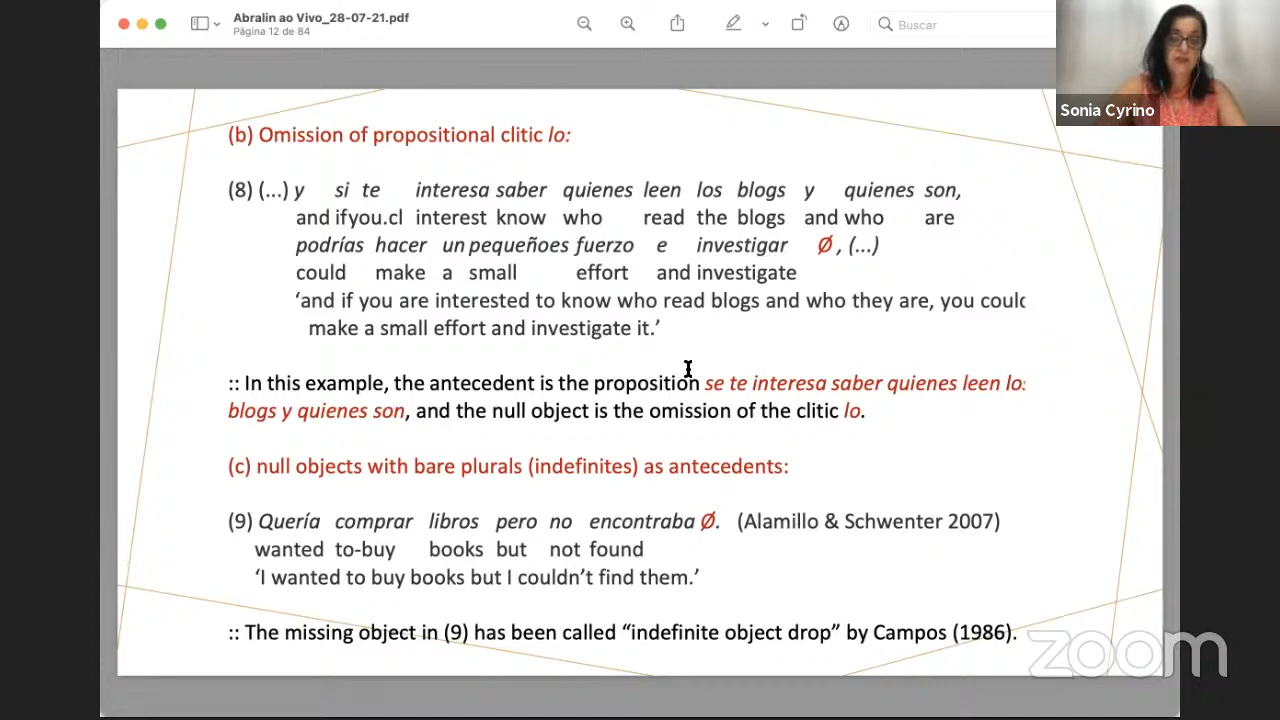 Abralin ao Vivo_28-07-21.pdf
Página 12 de 84
Buscar
Sonia Cyrino
(b) Omission of propositional clitic lo:
(8) (...) y si te interesa saber quienes leen los blogs y quienes son,
and ifyou.cl interest know who read the blogs and who are
podrías hacer un pequeñoes fuerzo e investigar Ø, (...)
could make a small effort and investigate
‘and if you are interested to know who read blogs and who they are, you could
make a small effort and investigate it.’
:: In this example, the antecedent is the proposition se te interesa saber quienes leen los
blogs y quienes son, and the null object is the omission of the clitic lo.
(c) null objects with bare plurals (indefinites) as antecedents:
(9) Quería comprar libros pero no encontraba Ø. (Alamillo & Schwenter 2007)
wanted to-buy books but not found
‘I wanted to buy books but I couldn’t find them.’
:: The missing object in (9) has been called “indefinite object drop” by Campos (1986).
zoom